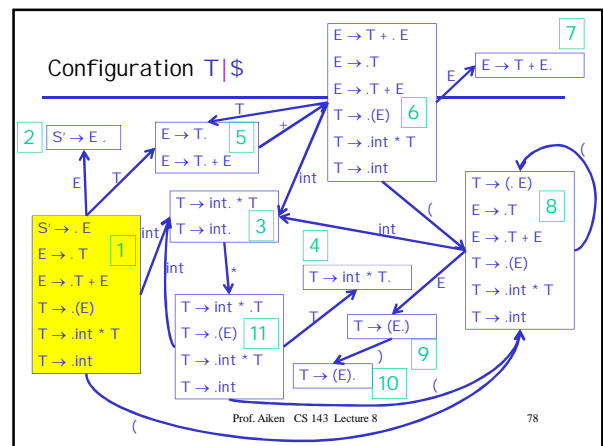 Configuration T|$
E → T + . E
E → .T
E → .T + E
T → .(E)
T → .int * T
T → .int
6
7
E → T + E.
E
2
S' → E .
E → T.
E → T. + E
5
T
+
E
T
int
(
(
S' → . E
E → . T
E → .T + E
T → .(E)
T → .int * T
T → .int
1
int
int
T → int. * T
T → int.
3
*
int
4
T → int * T.
T
T → (. E)
E → .T
E → .T + E
T → .(E)
T → .int * T
T → .int
8
E
T → int * .T
T → .(E)
T → .int * T
T → .int
11
T → (E.)
9
)
T → (E).
10
(
(
Prof. Aiken CS 143 Lecture 8
78